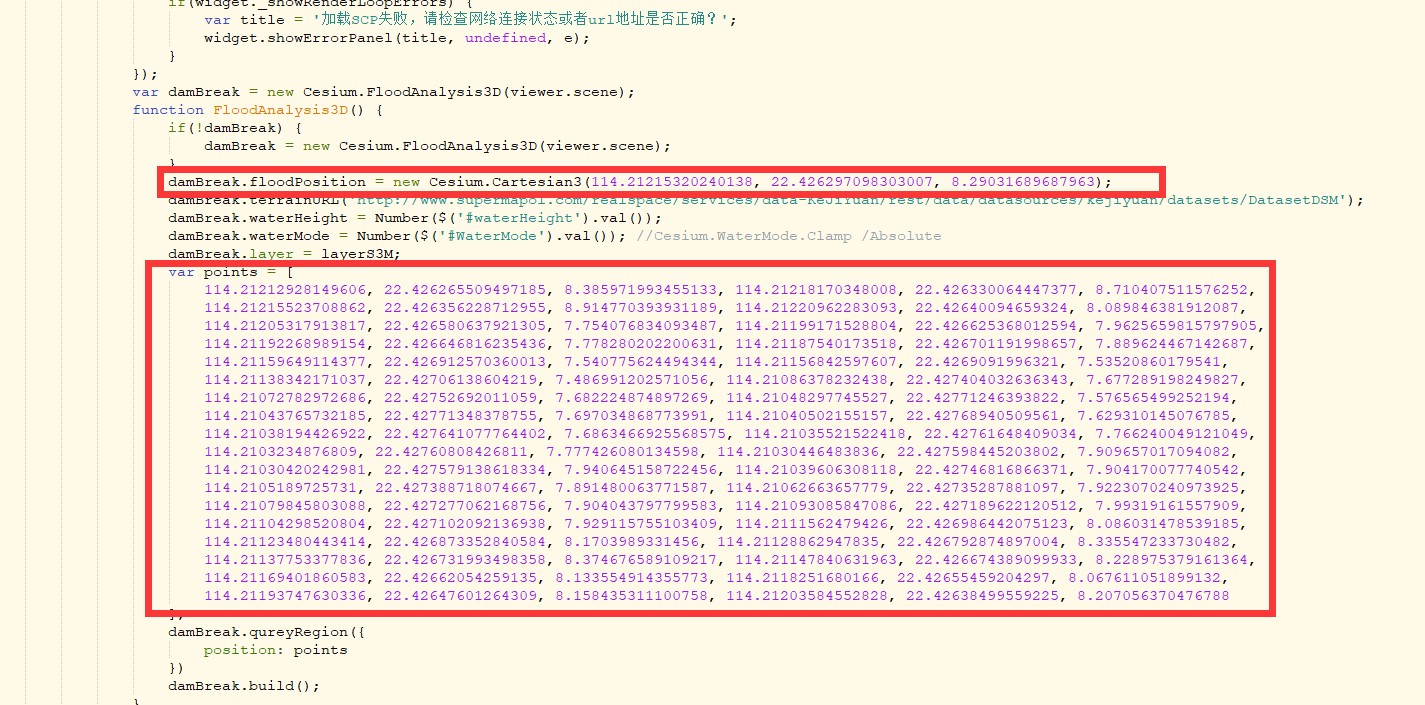 if(widget._showRenderLoopErrors) {
var title = '加载SCP失败，请检查网络连接状态或者url地址是否正确？';
widget.showErrorPanel(title, undefined, e);
}
});
var damBreak = new Cesium.FloodAnalysis3D(viewer.scene);
function FloodAnalysis3D() {
if(!damBreak) {
damBreak = new Cesium.FloodAnalysis3D(viewer.scene);
}
damBreak.floodPosition = new Cesium.Cartesian3(114.21215320240138, 22.426297098303007, 8.29031689687963);
damBreak.terrainURL('http://www.supermapol.com/realspace/services/data-KeJiYuan/rest/data/datasources/kejiyuan/datasets/DatasetDSM');
damBreak.waterHeight = Number($('#waterHeight').val());
damBreak.waterMode = Number($('#WaterMode').val()); //Cesium.WaterMode.Clamp /Absolute
damBreak.layer = layerS3M;
var points = [
114.21212928149606, 22.426265509497185, 8.385971993455133, 114.21218170348008, 22.426330064447377, 8.710407511576252,
114.21215523708862, 22.426356228712955, 8.914770393931189, 114.21220962283093, 22.42640094659324, 8.089846381912087,
114.21205317913817, 22.426580637921305, 7.754076834093487, 114.21199171528804, 22.426625368012594, 7.9625659815797905,
114.21192268989154, 22.426646816235436, 7.778280202200631, 114.21187540173518, 22.426701191998657, 7.889624467142687,
114.21159649114377, 22.426912570360013, 7.540775624494344, 114.21156842597607, 22.4269091996321, 7.53520860179541,
114.21138342171037, 22.42706138604219, 7.486991202571056, 114.21086378232438, 22.427404032636343, 7.677289198249827,
114.21072782972686, 22.42752692011059, 7.682224874897269, 114.21048297745527, 22.42771246393822, 7.576565499252194,
114.21043765732185, 22.42771348378755, 7.697034868773991, 114.21040502155157, 22.42768940509561, 7.629310145076785,
114.21038194426922, 22.427641077764402, 7.6863466925568575, 114.21035521522418, 22.42761648409034, 7.766240049121049,
114.2103234876809, 22.42760808426811, 7.777426080134598, 114.21030446483836, 22.427598445203802, 7.909657017094082,
114.21030420242981, 22.427579138618334, 7.940645158722456, 114.21039606308118, 22.42746816866371, 7.904170077740542,
114.2105189725731, 22.427388718074667, 7.891480063771587, 114.21062663657779, 22.42735287881097, 7.9223070240973925,
114.21079845803088, 22.427277062168756, 7.904043797799583, 114.21093085847086, 22.427189622120512, 7.99319161557909,
114.21104298520804, 22.427102092136938, 7.929115755103409, 114.2111562479426, 22.426986442075123, 8.086031478539185,
114.21123480443414, 22.426873352840584, 8.1703989331456, 114.21128862947835, 22.426792874897004, 8.335547233730482,
114.21137753377836, 22.426731993498358, 8.374676589109217, 114.21147840631963, 22.426674389099933, 8.228975379161364,
114.21169401860583, 22.42662054259135, 8.133554914355773, 114.2118251680166, 22.42655459204297, 8.067611051899132,
114.21193747630336, 22.42647601264309, 8.158435311100758, 114.21203584552828, 22.42638499559225, 8.207056370476788
];
damBreak.qureyRegion({
position: points
})
damBreak.build();
}